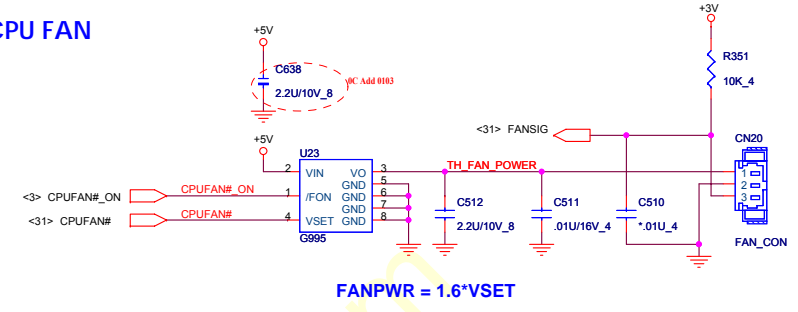 CPU FAN
+3V
+5V
R351
10K_4
C638
2.2U/10V_8
0C Add 0103
<31> FANSIG
+5V
CN20
U23
2 VIN VO 3
TH_FAN_POWER
GND 5
<3> CPUFAN#_ON
CPUFAN#_ON
1 /FON GND 6
GND 7
<31> CPUFAN#
CPUFAN#
4 VSET GND 8
G995
1
2
3
C512
2.2U/10V_8
C511
.01U/16V_4
C510
*.01U_4
FAN_CON
FANPWR = 1.6*VSET